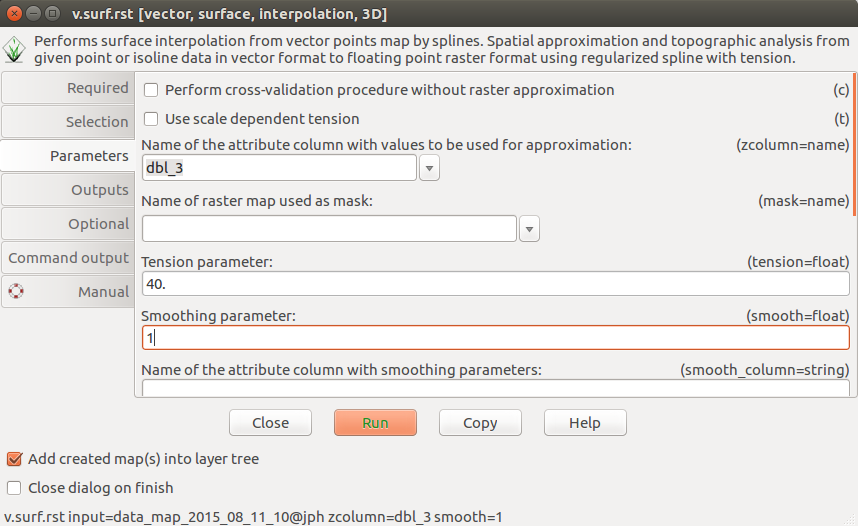 v.surf.rst [vector, surface, interpolation, 3D]
Performs surface interpolation from vector points map by splines. Spatial approximation and topographic analysis from
given point or isoline data in vector format to floating point raster format using regularized spline with tension.
Required
Selection
Parameters
Outputs
Optional
Command output
Manual
Perform cross-validation procedure without raster approximation (c)
Use scale dependent tension (t)
Name of the attribute column with values to be used for approximation: (zcolumn=name)
dbl_3
Name of raster map used as mask: (mask=name)
Tension parameter: (tension=float)
40.
Smoothing parameter: (smooth=float)
1
Name of the attribute column with smoothing parameters: (smooth_column=string)
Close Run Copy Help
Add created map(s) into layer tree
Close dialog on finish
v.surf.rst input=data_map_2015_08_11_10@jph zcolumn=dbl_3 smooth=1